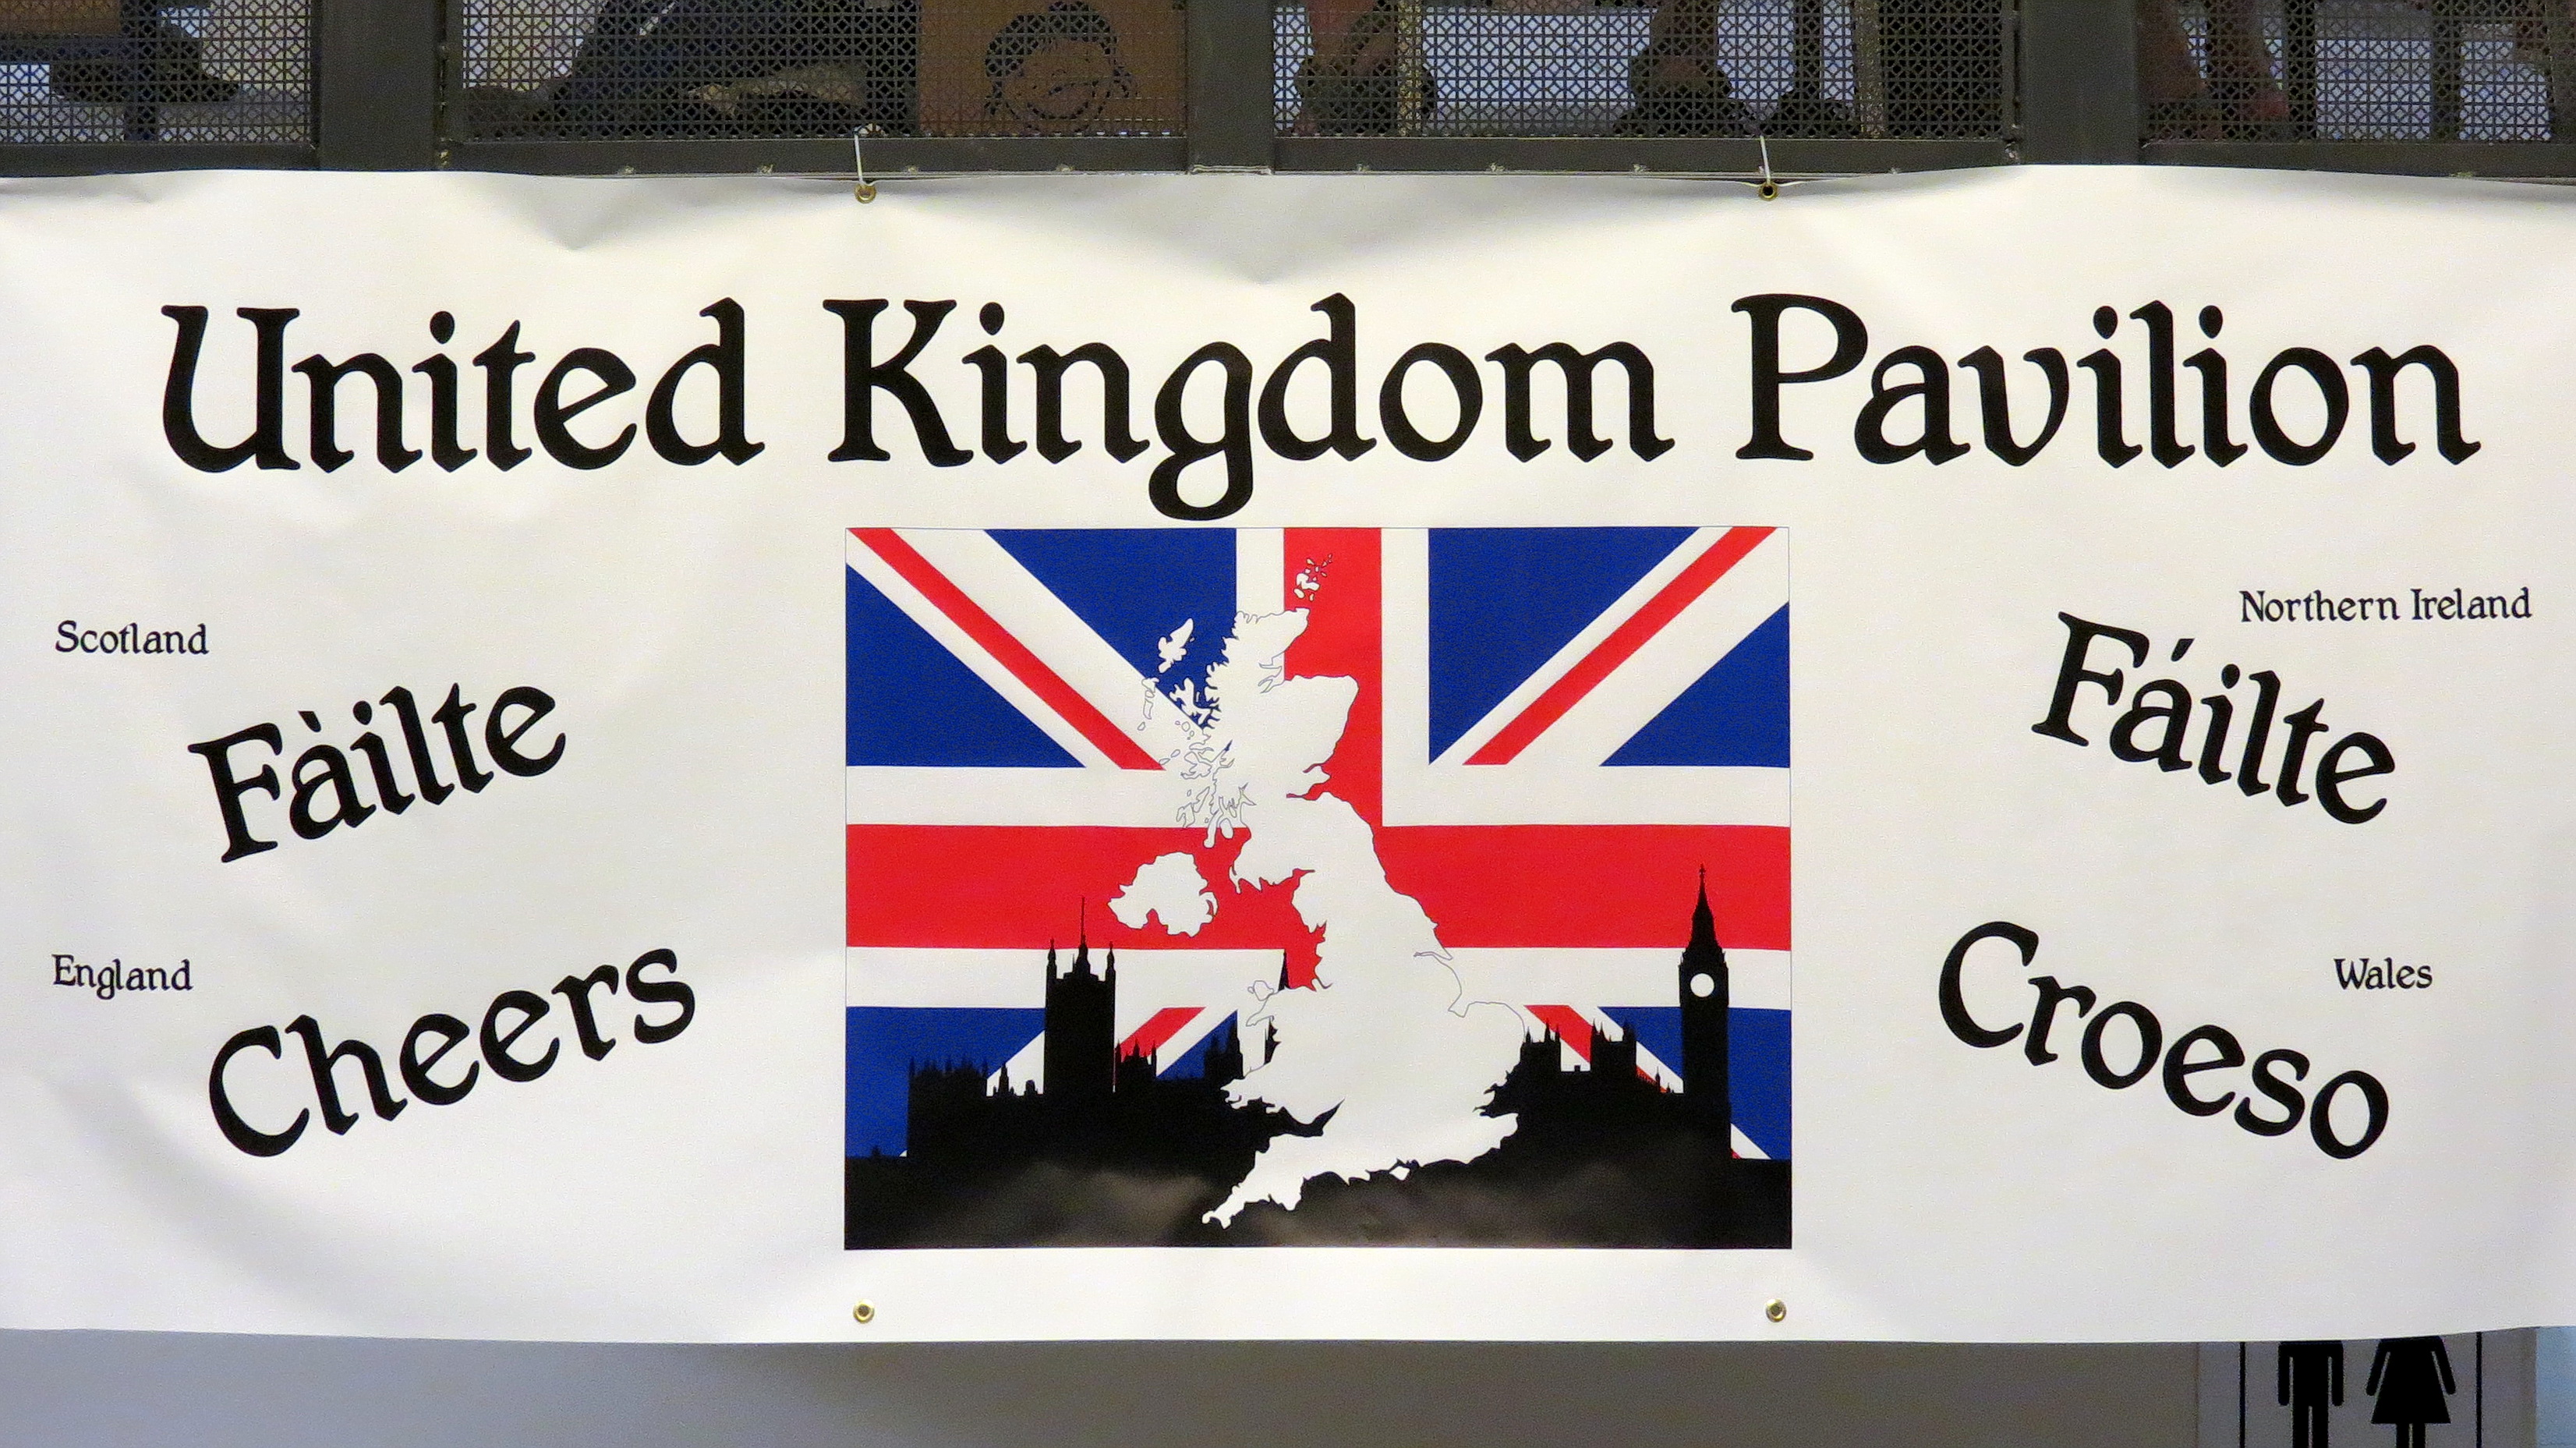 United Kingdom Pavilion
Scotland
Fàilte
Northern Ireland
Fáilte
England
Cheers
Wales
Croeso